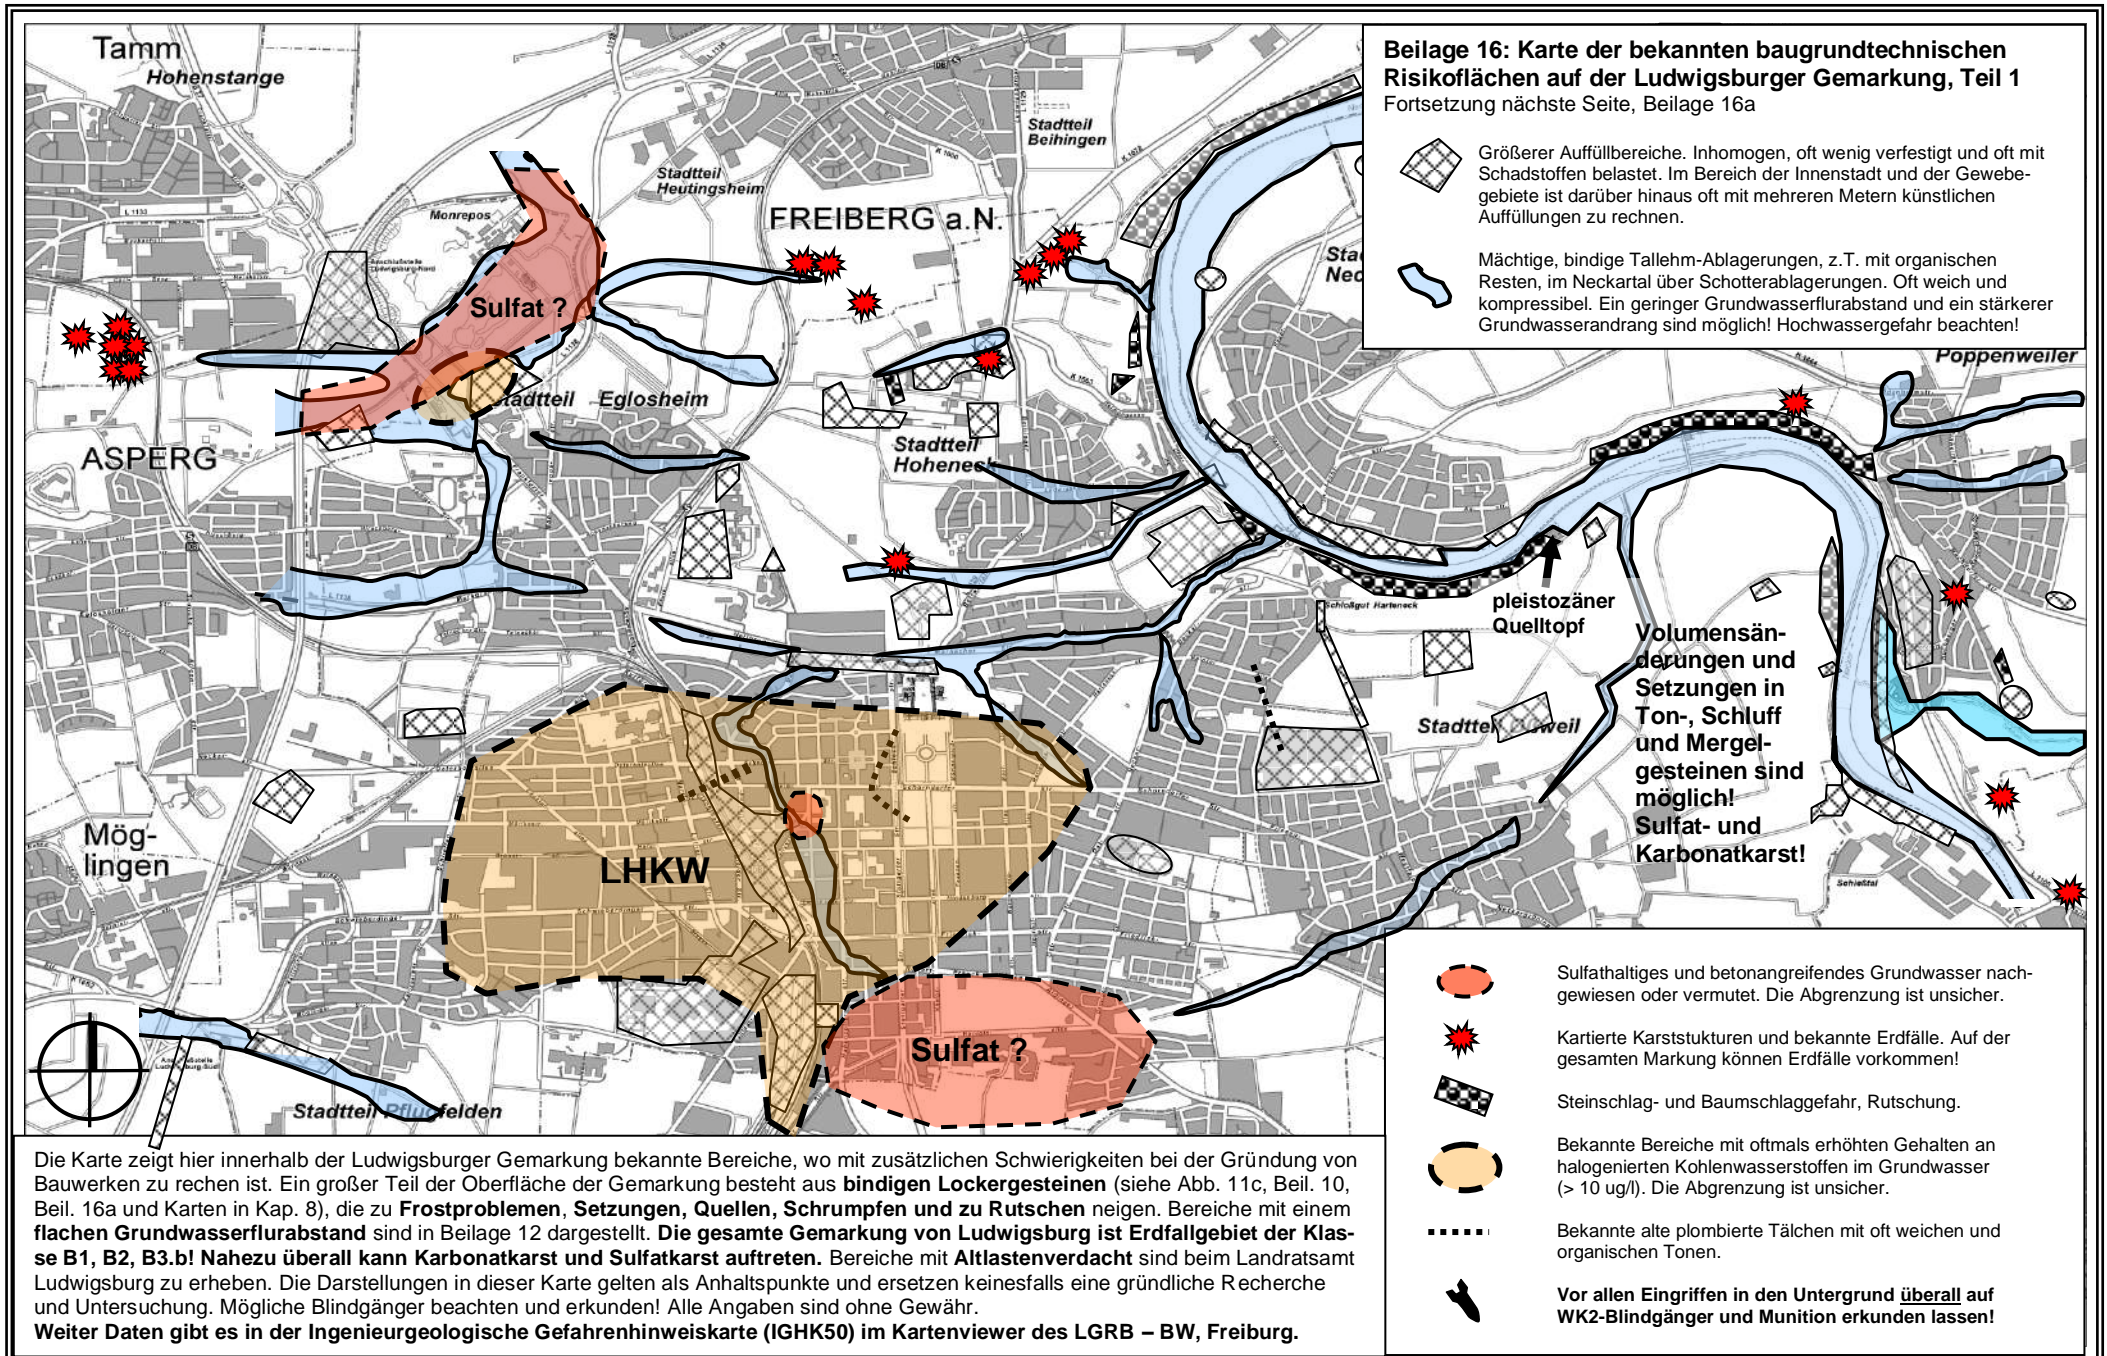 Beilage 16: Karte der bekannten baugrundtechnischen
Risikoflächen auf der Ludwigsburger Gemarkung, Teil 1
Fortsetzung nächste Seite, Beilage 16a
Größerer Auffüllbereiche. Inhomogen, oft wenig verfestigt und oft mit
Schadstoffen belastet. Im Bereich der Innenstadt und der Gewebe-
gebiete ist darüber hinaus oft mit mehreren Metern künstlichen
Auffüllungen zu rechnen.
Mächtige, bindige Tallehm-Ablagerungen, z.T. mit organischen
Resten, im Neckartal über Schotterablagerungen. Oft weich und
kompressibel. Ein geringer Grundwasserflurabstand und ein stärkerer
Grundwasserandrang sind möglich! Hochwassergefahr beachten!
Tamm
Hohenstange
Stadtteil
Beihingen
Stadtteil
Heutingsheim
Monrepos
FREIBERG a.N.
L 1133
Anschlußstelle
Ludwigsburg-Nord
Sulfat ?
L 1138
K 1672
Poppenweiler
Stadtteil Eglosheim
ASPERG
Stadtteil
Hoheneck
L 1138
Schloßgut Harteneck
pleistozäner
Quelltopf
Volumensän-
derungen und
Setzungen in
Ton-, Schluff
und Mergel-
gesteinen sind
möglich!
Sulfat- und
Karbonatkarst!
Stadtteil
Mög-
lingen
LHKW
Schießtal
L 1100
Sulfat ?
Stadtteil Pflugfelden
Sulfathaltiges und betonangreifendes Grundwasser nach-
gewiesen oder vermutet. Die Abgrenzung ist unsicher.
Kartierte Karststukturen und bekannte Erdfälle. Auf der
gesamten Markung können Erdfälle vorkommen!
Steinschlag- und Baumschlaggefahr, Rutschung.
Bekannte Bereiche mit oftmals erhöhten Gehalten an
halogenierten Kohlenwasserstoffen im Grundwasser
(> 10 ug/l). Die Abgrenzung ist unsicher.
Bekannte alte plombierte Tälchen mit oft weichen und
organischen Tonen.
Vor allen Eingriffen in den Untergrund überall auf
WK2-Blindgänger und Munition erkunden lassen!
Die Karte zeigt hier innerhalb der Ludwigsburger Gemarkung bekannte Bereiche, wo mit zusätzlichen Schwierigkeiten bei der Gründung von
Bauwerken zu rechen ist. Ein großer Teil der Oberfläche der Gemarkung besteht aus bindigen Lockergesteinen (siehe Abb. 11c, Beil. 10,
Beil. 16a und Karten in Kap. 8), die zu Frostproblemen, Setzungen, Quellen, Schrumpfen und zu Rutschen neigen. Bereiche mit einem
flachen Grundwasserflurabstand sind in Beilage 12 dargestellt. Die gesamte Gemarkung von Ludwigsburg ist Erdfallgebiet der Klas-
se B1, B2, B3.b! Nahezu überall kann Karbonatkarst und Sulfatkarst auftreten. Bereiche mit Altlastenverdacht sind beim Landratsamt
Ludwigsburg zu erheben. Die Darstellungen in dieser Karte gelten als Anhaltspunkte und ersetzen keinesfalls eine gründliche Recherche
und Untersuchung. Mögliche Blindgänger beachten und erkunden! Alle Angaben sind ohne Gewähr.
Weiter Daten gibt es in der Ingenieurgeologische Gefahrenhinweiskarte (IGHK50) im Kartenviewer des LGRB – BW, Freiburg.